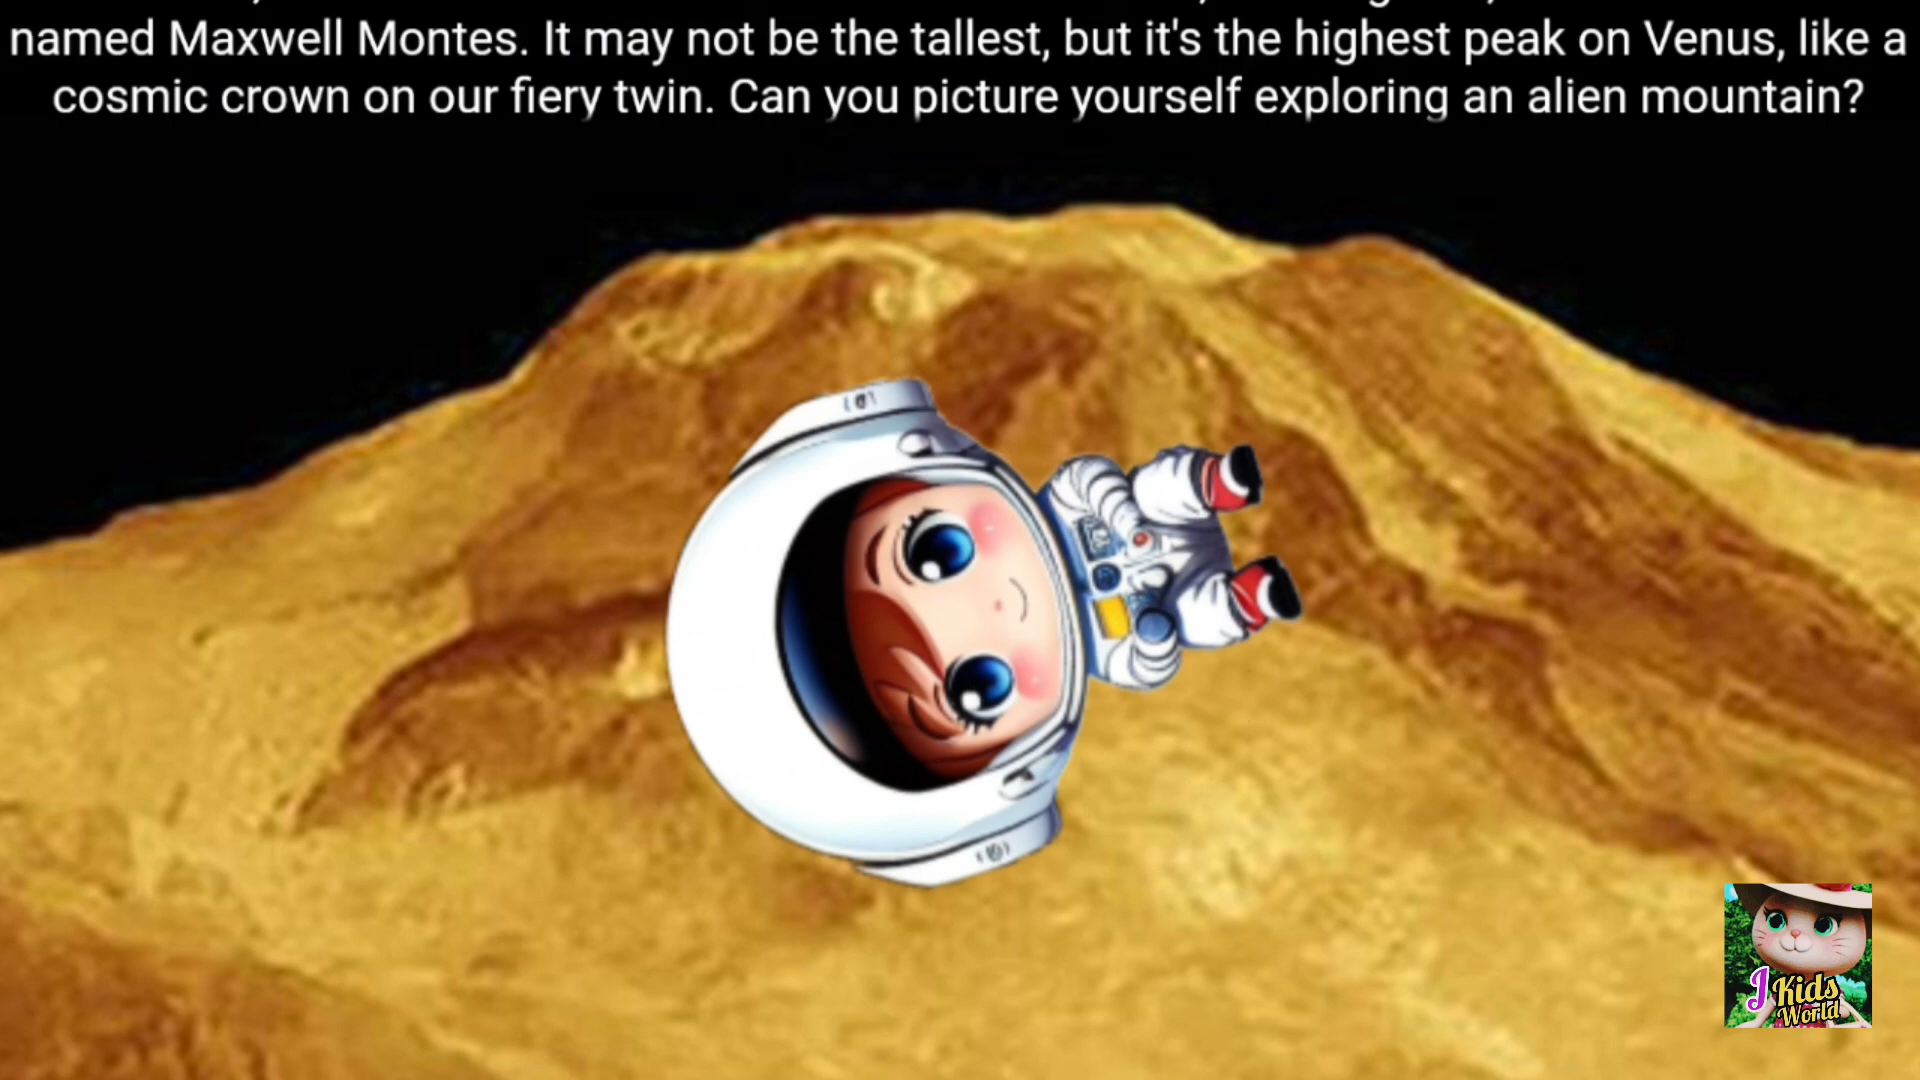 named Maxwell Montes. It may not be the tallest, but it's the highest peak on Venus, like a
cosmic crown on our fiery twin. Can you picture yourself exploring an alien mountain?
J Kids
World